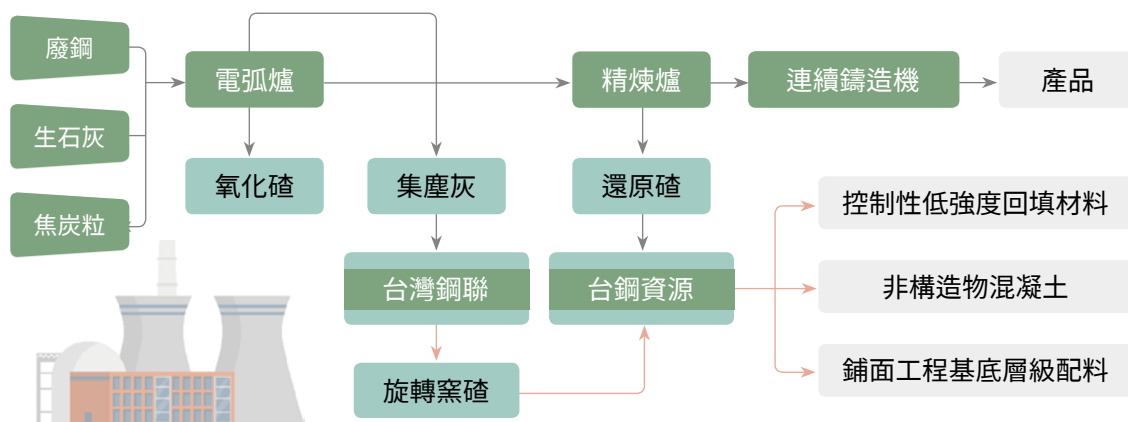 廢鋼
生石灰
焦炭粒
電弧爐
精煉爐
連續鑄造機
產品
氧化碴
集塵灰
還原碴
台灣鋼聯
台鋼資源
旋轉窯碴
控制性低強度回填材料
非構造物混凝土
鋪面工程基底層級配料